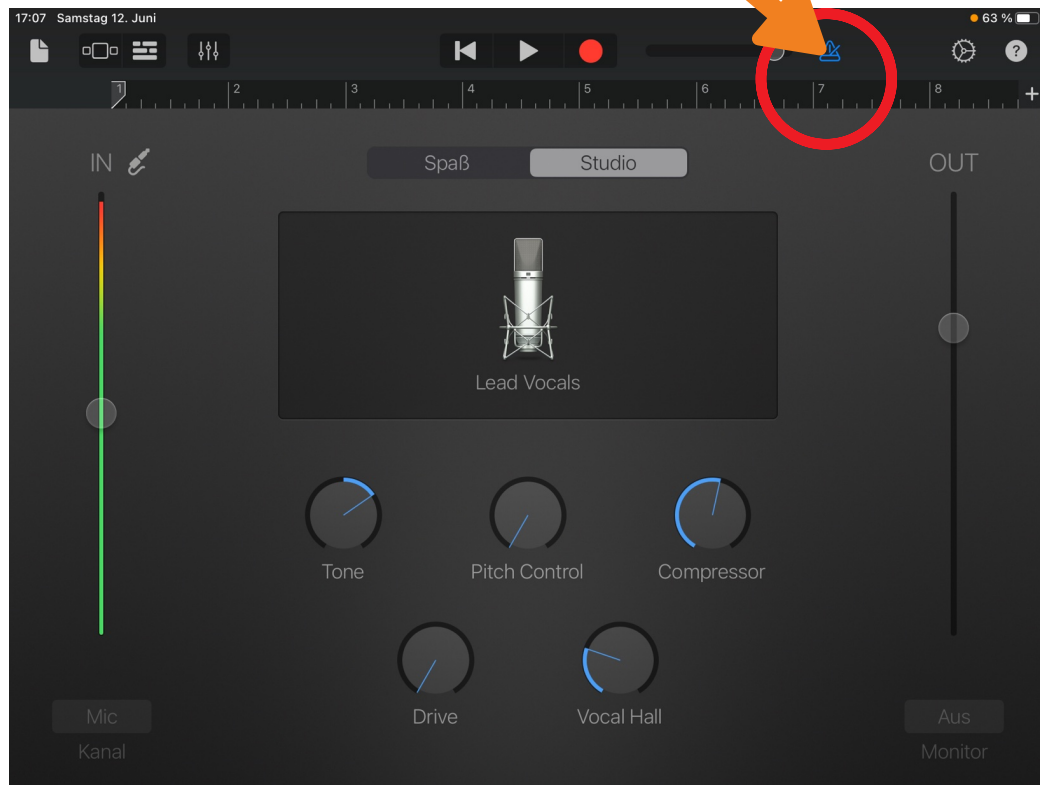 17:07 Samstag 12. Juni
63 %
?
1 2 3 4 5 6 7 8 +
IN
Spaß
Studio
OUT
Lead Vocals
Tone
Pitch Control
Compressor
Drive
Vocal Hall
Mic
Kanal
Aus
Monitor